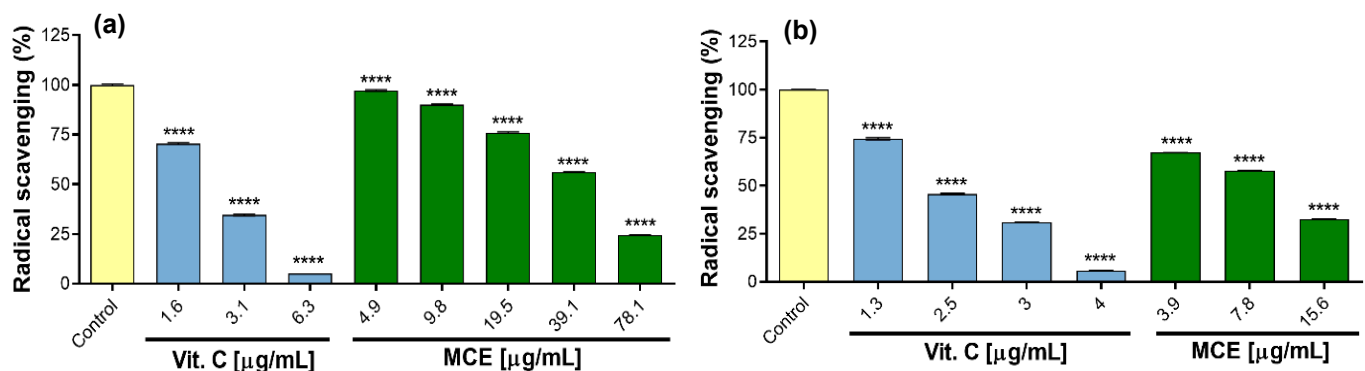 (a)
Radical scavenging (%)
125
100
75
50
25
0
**** **** **** **** **** **** **** ****
Control 1.6 3.1 6.3 4.9 9.8 19.5 39.1 78.1
Vit. C [μg/mL] MCE [μg/mL]
(b)
Radical scavenging (%)
125
100
75
50
25
0
**** **** **** **** **** **** ****
Control 1.3 2.5 3 4 3.9 7.8 15.6
Vit. C [μg/mL] MCE [μg/mL]